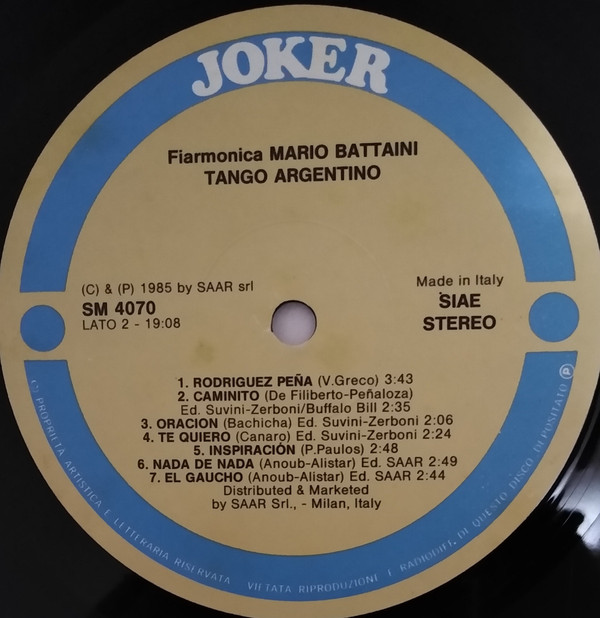 JOKER
Fiarmonica MARIO BATTAINI
TANGO ARGENTINO
(C) & (P) 1985 by SAAR srl
SM 4070
LATO 2 - 19:08
Made in Italy
SIAE
STEREO
1. RODRIGUEZ PEÑA (V.Greco) 3:43
2. CAMINITO (De Filiberto-Peñaloza)
Ed. Suvini-Zerboni/Buffalo Bill 2:35
3. ORACION (Bachicha) Ed. Suvini-Zerboni 2:06
4. TE QUIERO (Canaro) Ed. Suvini-Zerboni 2:24
5. INSPIRACIÓN (P.Paulos) 2:48
6. NADA DE NADA (Anoub-Alistar) Ed. SAAR 2:49
7. EL GAUCHO (Anoub-Alistar) Ed. SAAR 2:44
Distributed & Marketed
by SAAR Srl., - Milan, Italy
PROPRIETÀ ARTISTICA E LETTERARIA RISERVATA VIETATA RIPRODUZIONI E RADIODIFF. DI QUESTO DISCO DEPOSITATO Ⓟ